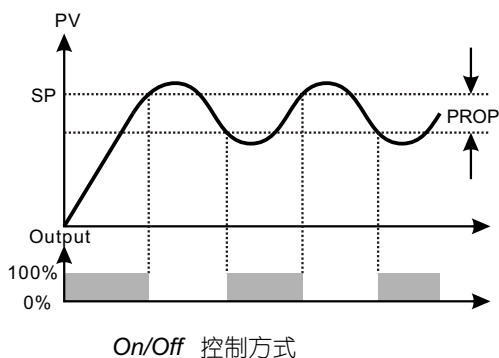 PV
SP
PROP
Output
100%
0%
On/Off 控制方式